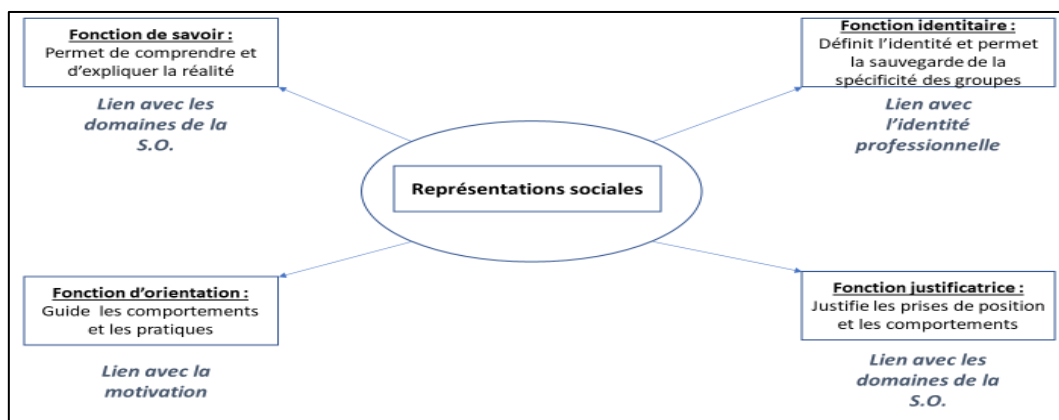 Fonction de savoir :
Permet de comprendre et
d'expliquer la réalité
Lien avec les
domaines de la
S.O.
Fonction identitaire :
Définit l'identité et permet
la sauvegarde de la
spécificité des groupes
Lien avec
l'identité
professionnelle
Représentations sociales
Fonction d'orientation :
Guide les comportements
et les pratiques
Lien avec la
motivation
Fonction justificatrice :
Justifie les prises de position
et les comportements
Lien avec les
domaines de la
S.O.